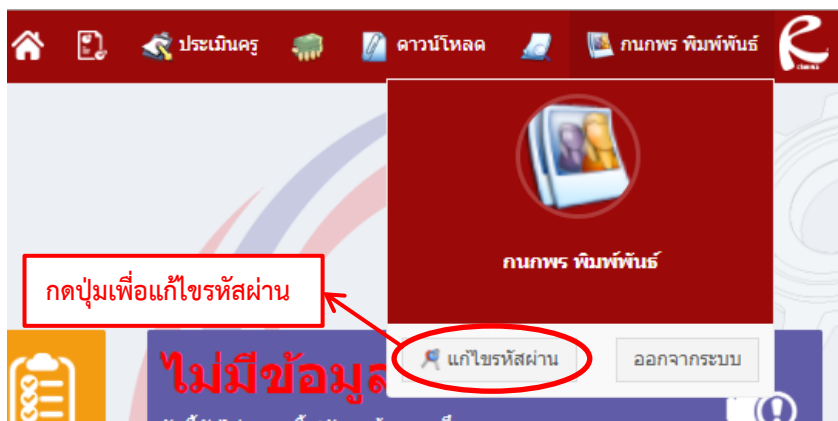 ประเมินครู ดาวน์โหลด กนกพร พิมพ์พันธ์
กนกพร พิมพ์พันธ์
กดปุ่มเพื่อแก้ไขรหัสผ่าน
แก้ไขรหัสผ่าน ออกจากระบบ
ไม่มีข้อมูล